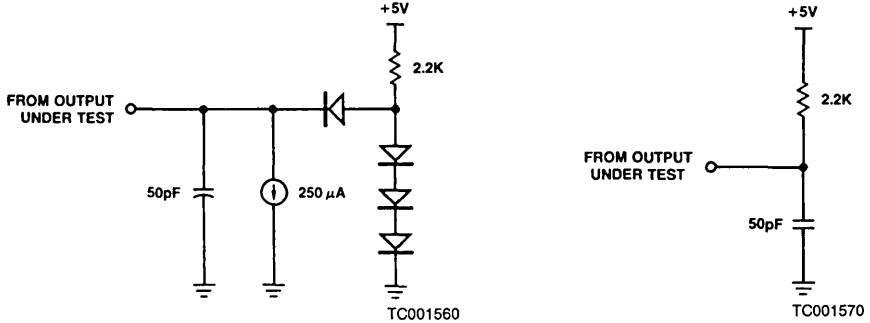 +5V
2.2K
FROM OUTPUT
UNDER TEST
50pF
250 μA
TC001560
+5V
2.2K
FROM OUTPUT
UNDER TEST
50pF
TC001570